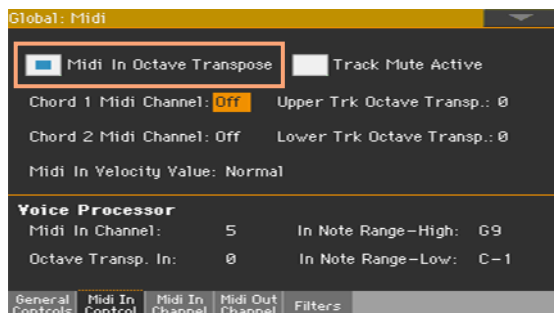 Global: Midi
Midi In Octave Transpose Track Mute Active
Chord 1 Midi Channel: Off Upper Trk Octave Transp.: 0
Chord 2 Midi Channel: Off Lower Trk Octave Transp.: 0
Midi In Velocity Value: Normal
Voice Processor
Midi In Channel: 5 In Note Range-High: G9
Octave Transp. In: 0 In Note Range-Low: C-1
General Midi In Midi In Midi Out
Controls Control Channel Channel Filters